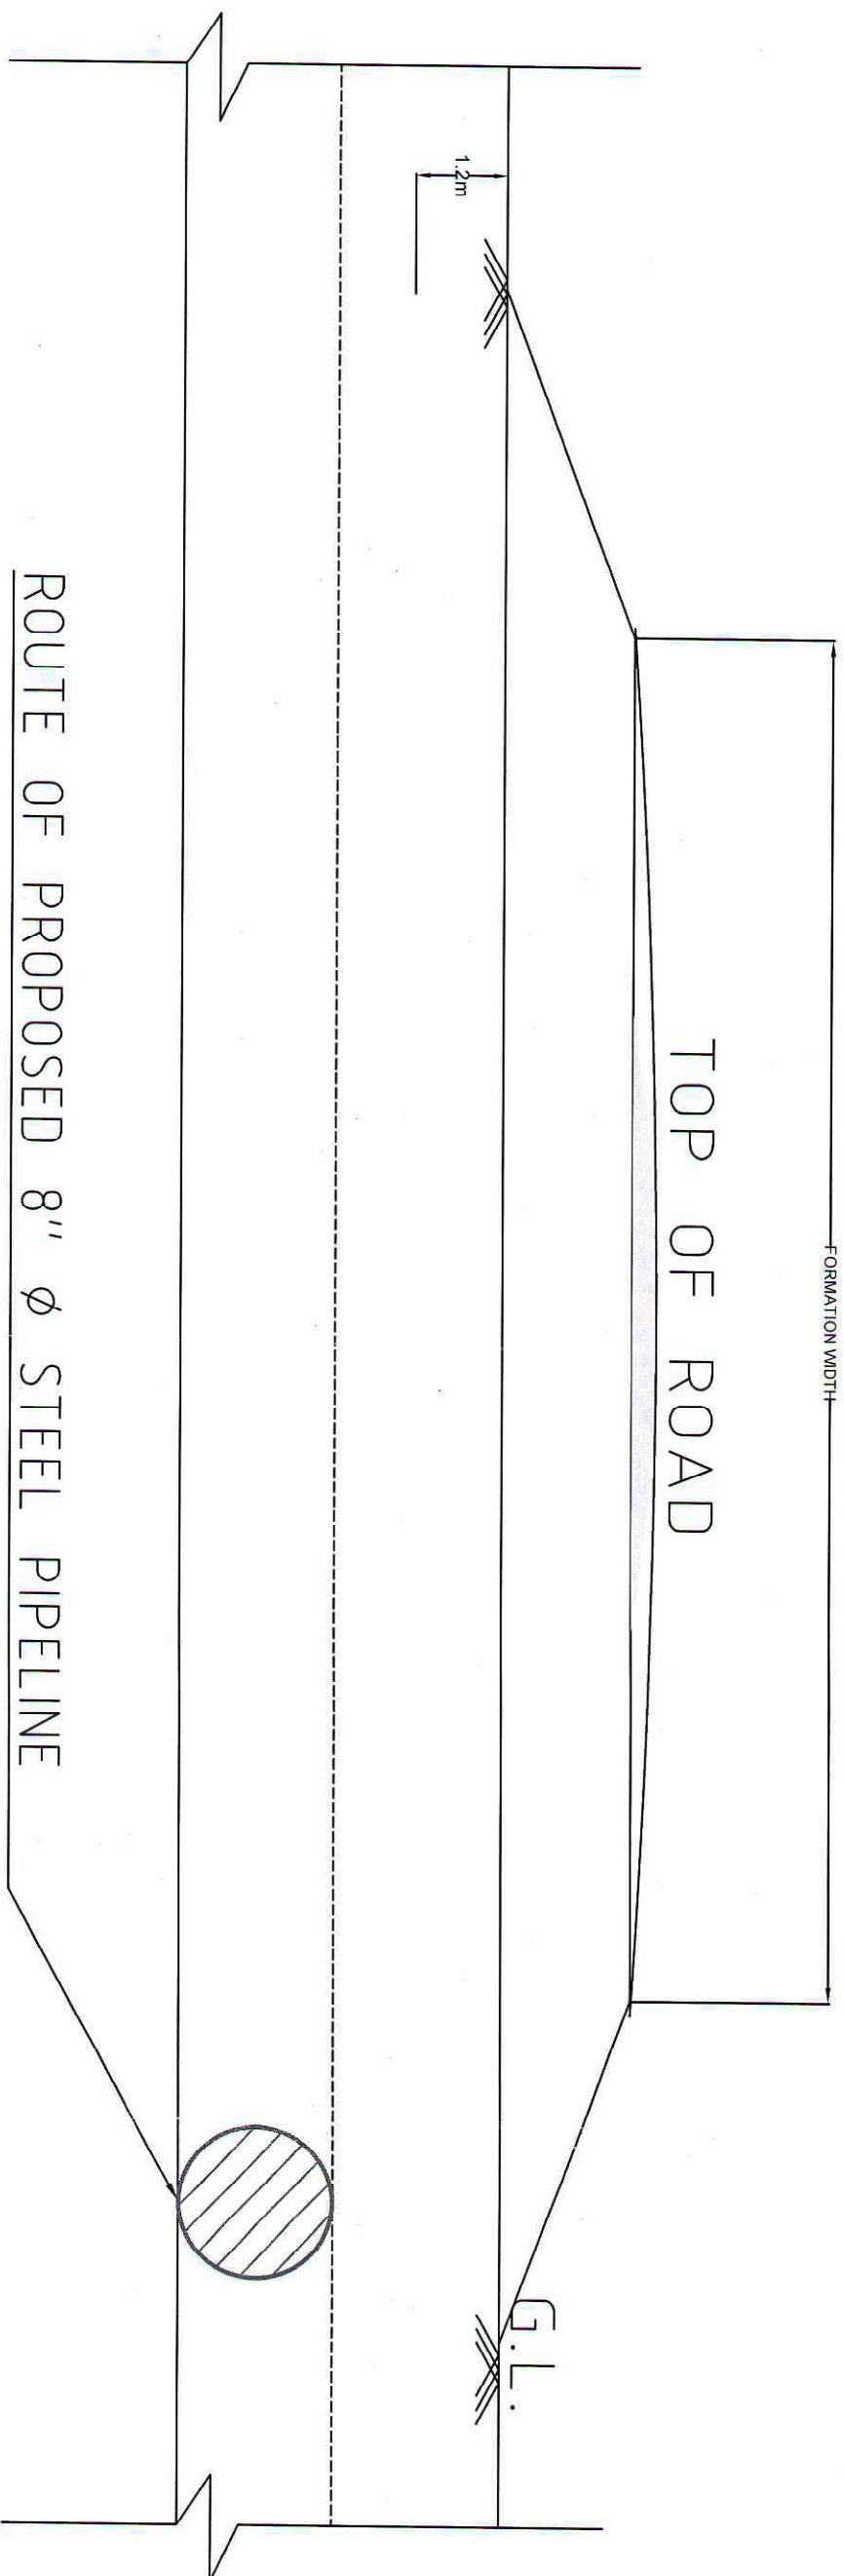 FORMATION WIDTH
TOP OF ROAD
G.L.
1.2m
ROUTE OF PROPOSED 8" ϕ STEEL PIPELINE